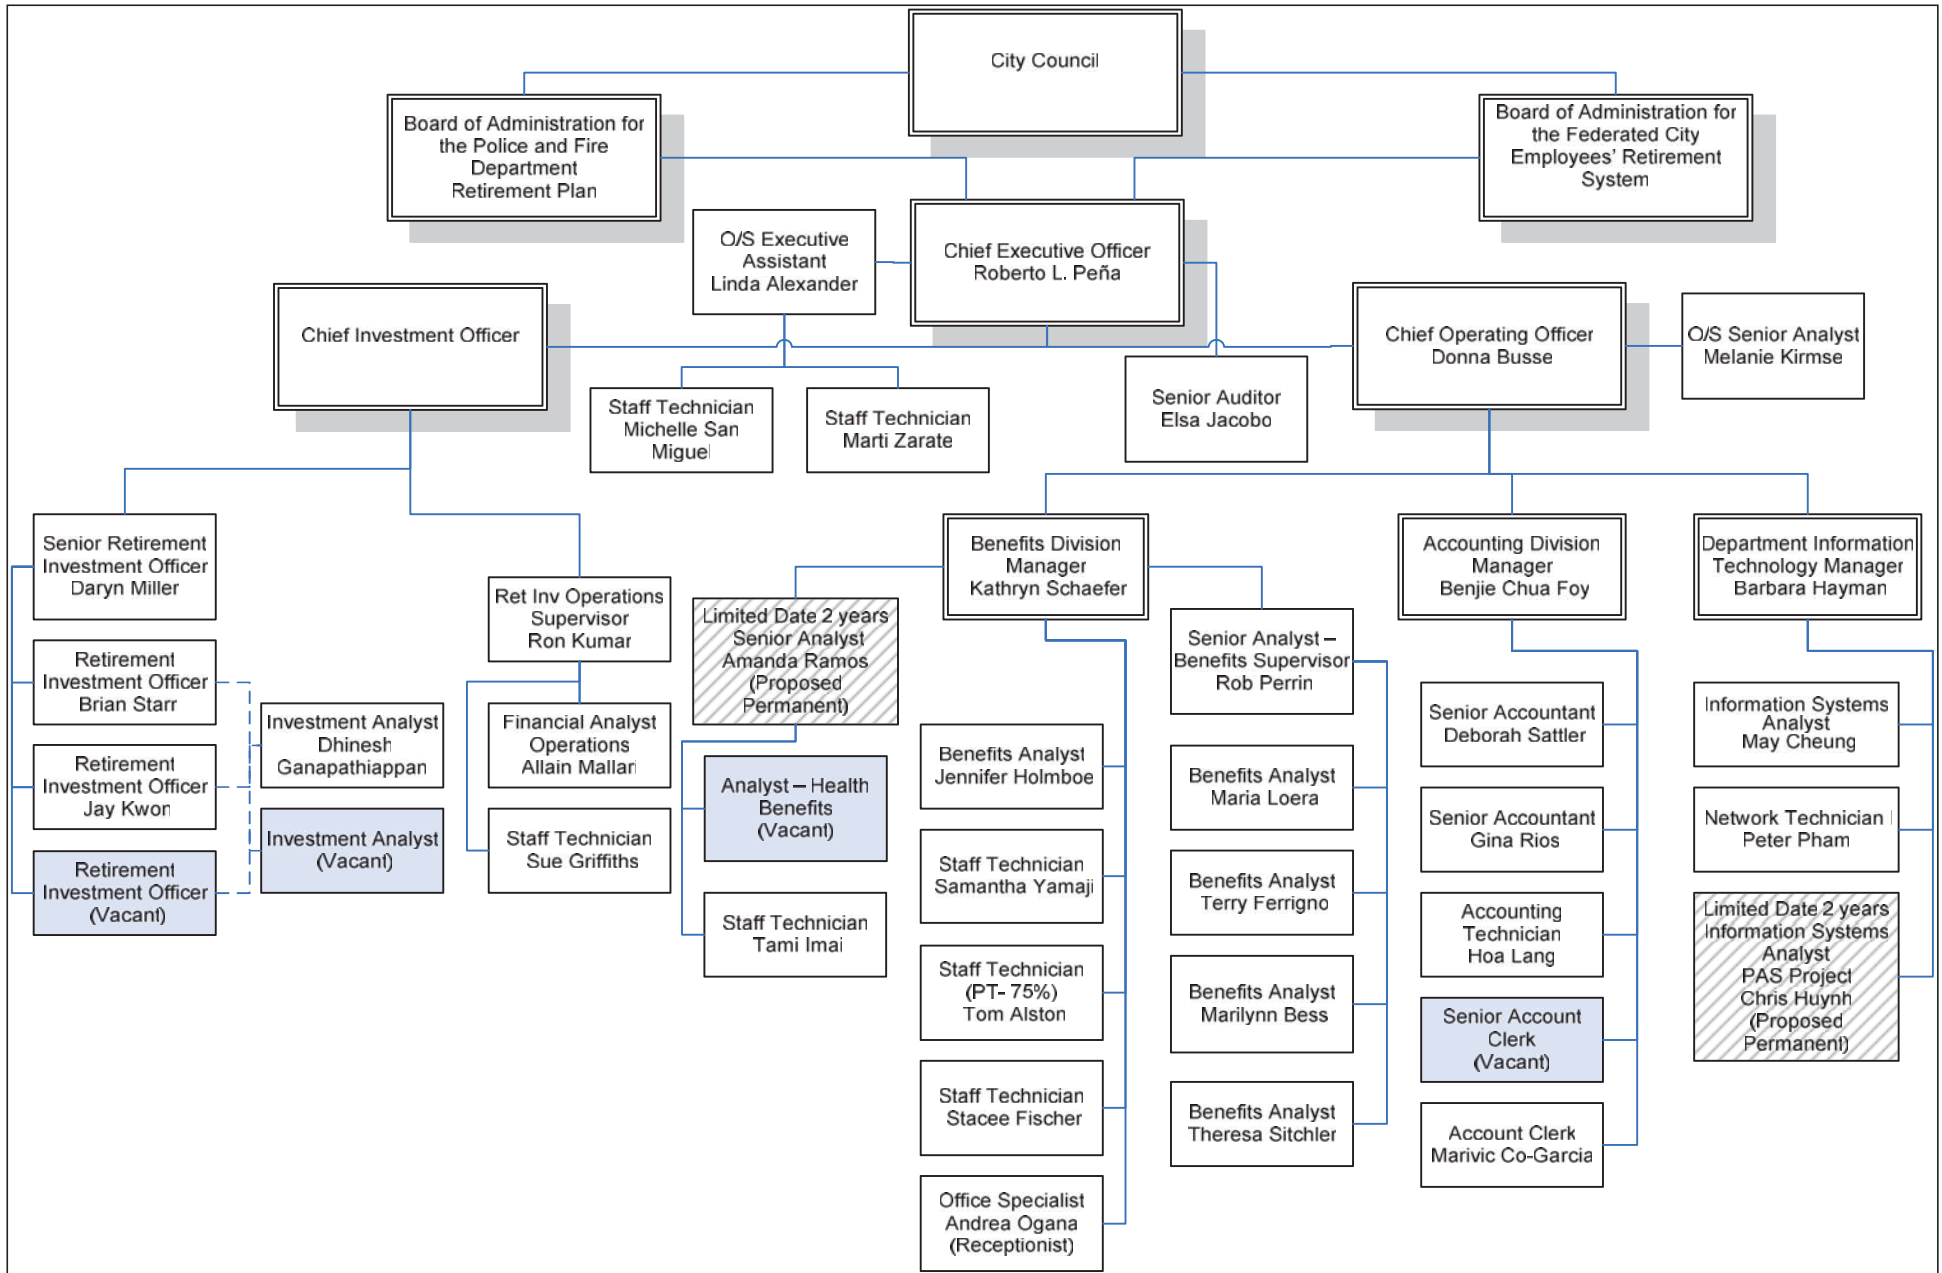 City Council
Board of Administration for
the Police and Fire
Department
Retirement Plan
Board of Administration for
the Federated City
Employees' Retirement
System
O/S Executive
Assistant
Linda Alexander
Chief Executive Officer
Roberto L. Peña
Chief Investment Officer
Chief Operating Officer
Donna Busse
O/S Senior Analyst
Melanie Kirmse
Staff Technician
Michelle San
Miguel
Staff Technician
Marti Zarate
Senior Auditor
Elsa Jacobo
Senior Retirement
Investment Officer
Daryn Miller
Retirement
Investment Officer
Brian Starr
Retirement
Investment Officer
Jay Kwon
Retirement
Investment Officer
(Vacant)
Investment Analyst
Dhinesh
Ganapathiappan
Investment Analyst
(Vacant)
Ret Inv Operations
Supervisor
Ron Kumar
Financial Analyst
Operations
Allain Mallari
Staff Technician
Sue Griffiths
Benefits Division
Manager
Kathryn Schaefer
Limited Date 2 years
Senior Analyst
Amanda Ramos
(Proposed
Permanent)
Analyst – Health
Benefits
(Vacant)
Staff Technician
Tami Imai
Benefits Analyst
Jennifer Holmboe
Staff Technician
Samantha Yamaji
Staff Technician
(PT- 75%)
Tom Alston
Staff Technician
Stacee Fischer
Office Specialist
Andrea Ogana
(Receptionist)
Senior Analyst –
Benefits Supervisor
Rob Perrin
Benefits Analyst
Maria Loera
Benefits Analyst
Terry Ferrigno
Benefits Analyst
Marilynn Bess
Benefits Analyst
Theresa Sitchler
Accounting Division
Manager
Benjie Chua Foy
Senior Accountant
Deborah Sattler
Senior Accountant
Gina Rios
Accounting
Technician
Hoa Lang
Senior Account
Clerk
(Vacant)
Account Clerk
Marivic Co-Garcia
Department Information
Technology Manager
Barbara Hayman
Information Systems
Analyst
May Cheung
Network Technician I
Peter Pham
Limited Date 2 years
Information Systems
Analyst
PAS Project
Chris Huynh
(Proposed
Permanent)